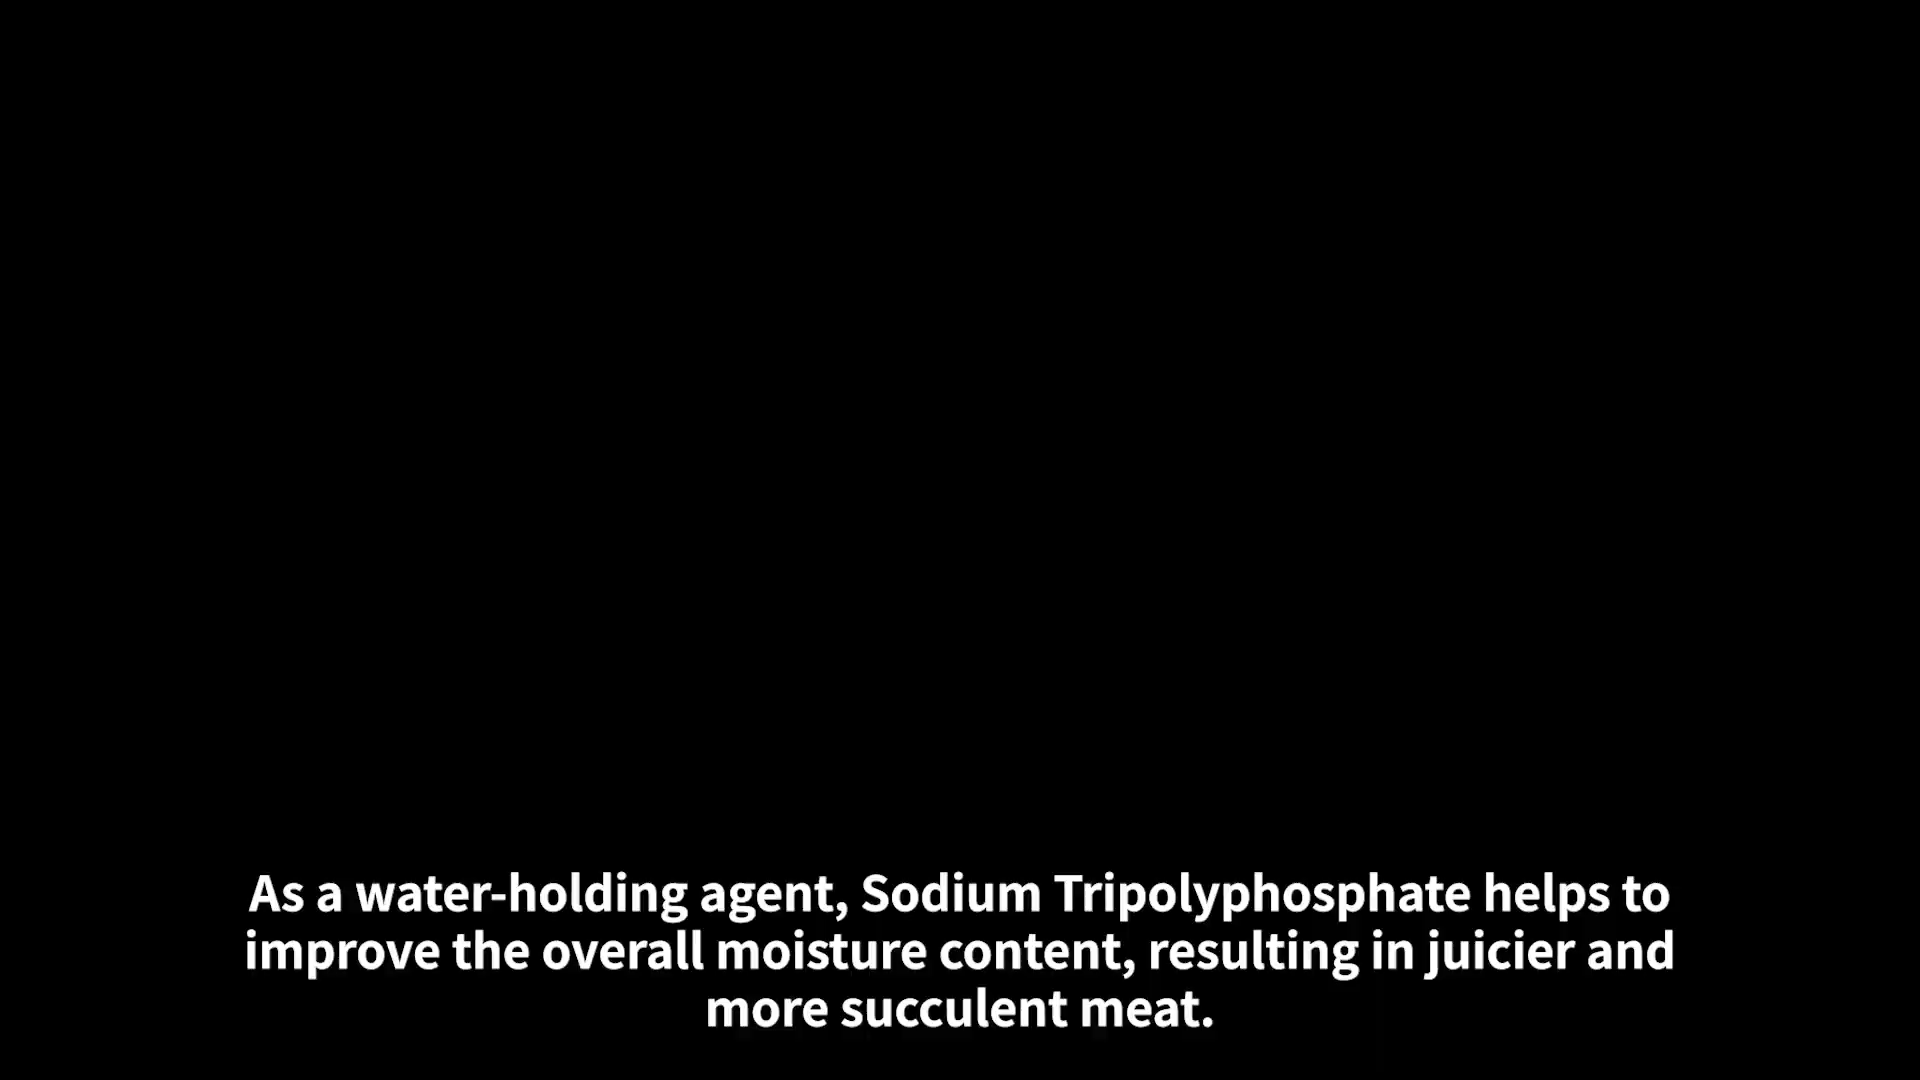 As a water-holding agent, Sodium Tripolyphosphate helps to
improve the overall moisture content, resulting in juicier and
more succulent meat.